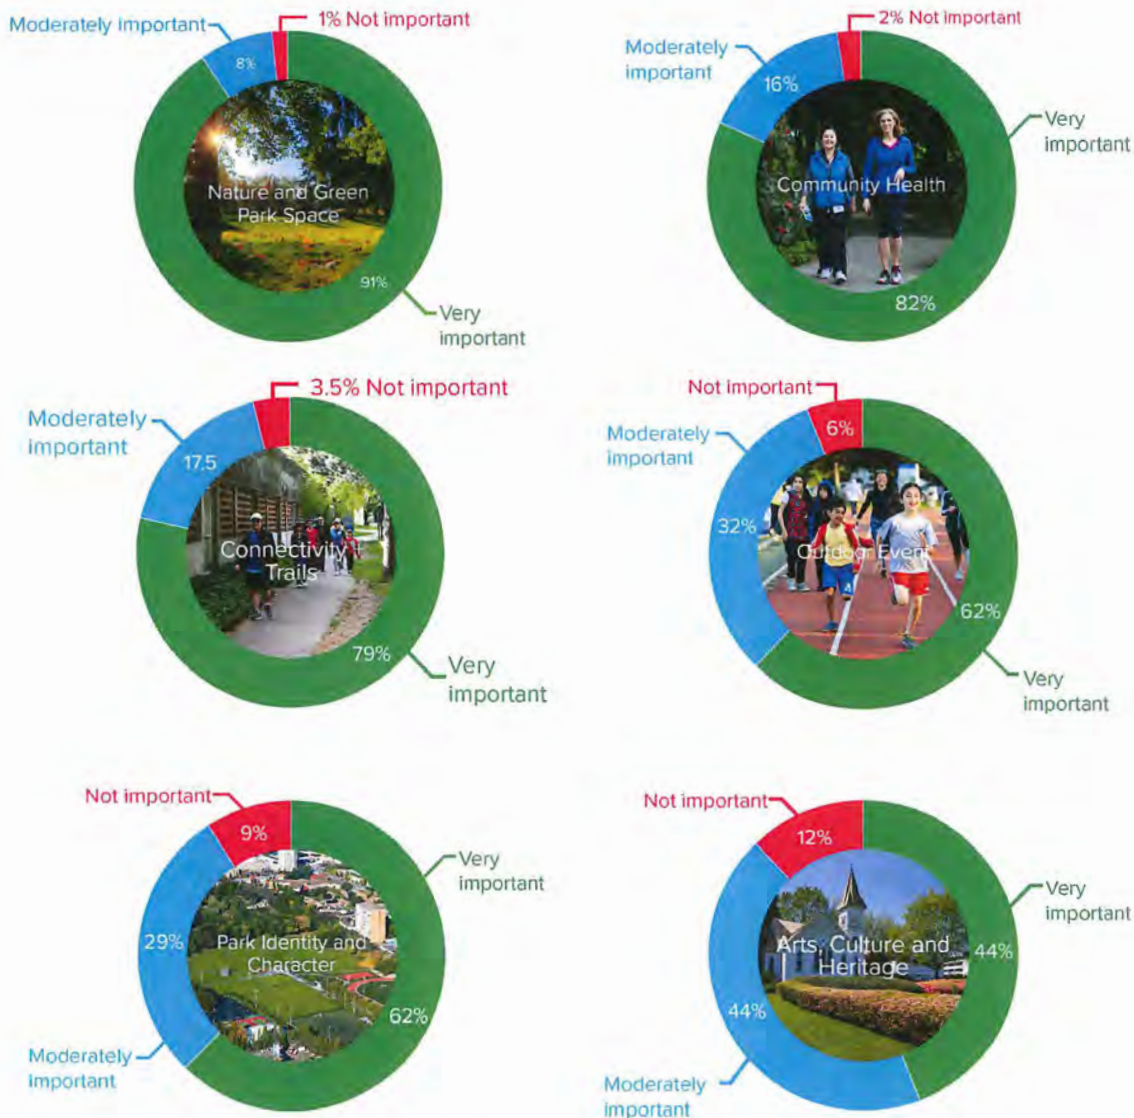 Moderately important
1% Not important
8%
Nature and Green
Park Space
91%
Very
important
2% Not important
Moderately
important
16%
Very
important
Community Health
82%
3.5% Not important
Moderately
important
17.5
Connectivity +
Trails
79%
Very
important
Not important
6%
Moderately
important
32%
Outdoor Event
62%
Very
important
Not important
9%
Very
important
29%
Park Identity and
Character
62%
Moderately
important
Not important
12%
Very
important
Arts, Culture and
Heritage
44%
44%
Moderately
important